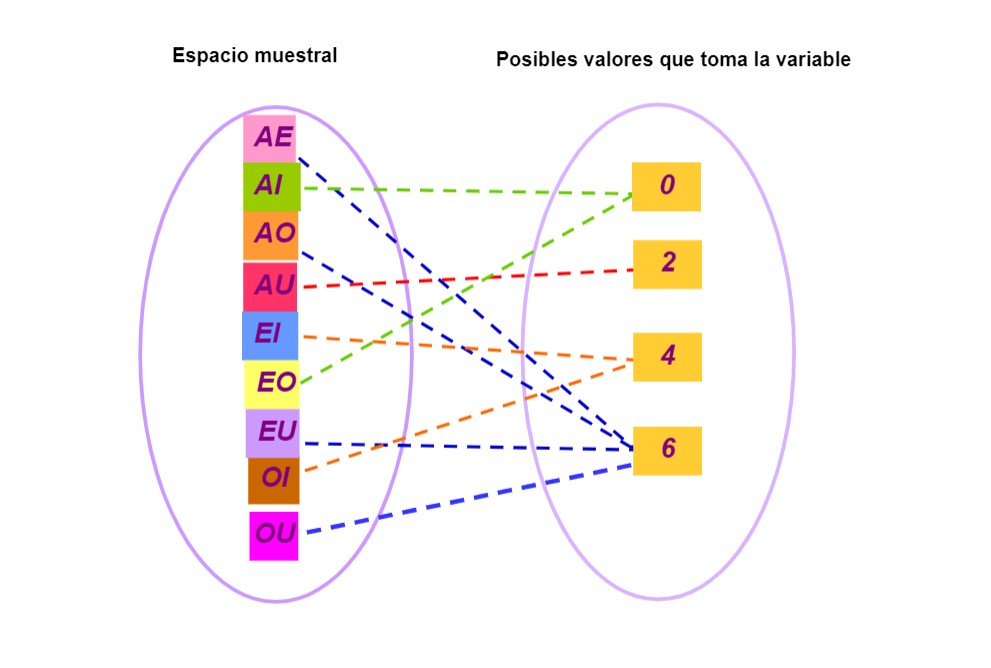 Espacio muestral
Posibles valores que toma la variable
AE
AI
AO
AU
EI
EO
EU
OI
OU
0
2
4
6